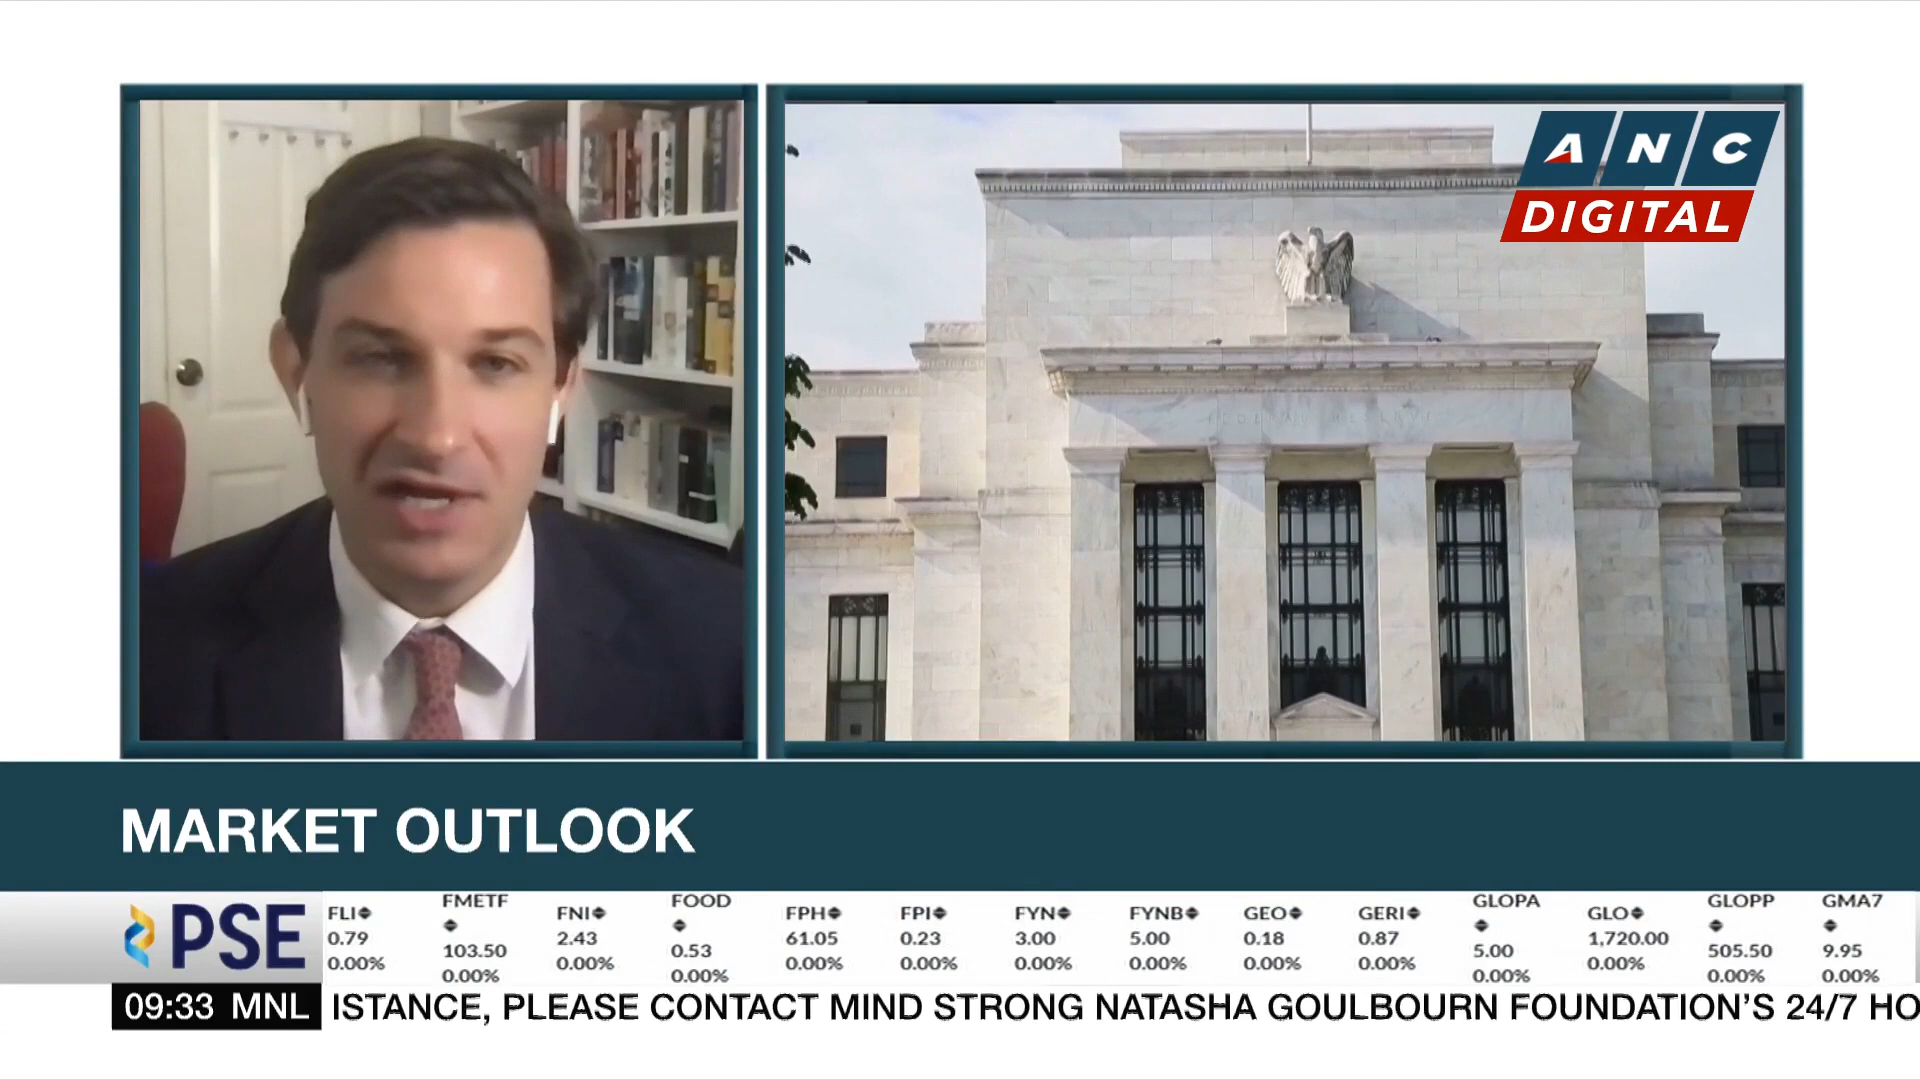 ANC
DIGITAL
FEDERAL RESERVE
MARKET OUTLOOK
PSE
FLI 0.79 0.00%
FMETF 103.50 0.00%
FNI 2.43 0.00%
FOOD 0.53 0.00%
FPH 61.05 0.00%
FPI 0.23 0.00%
FYN 3.00 0.00%
FYNB 5.00 0.00%
GEO 0.18 0.00%
GERI 0.87 0.00%
GLOPA 5.00 0.00%
GLO 1,720.00 0.00%
GLOPP 505.50 0.00%
GMA7 9.95 0.00%
09:33 MNL
ISTANCE, PLEASE CONTACT MIND STRONG NATASHA GOULBOURN FOUNDATION'S 24/7 HO